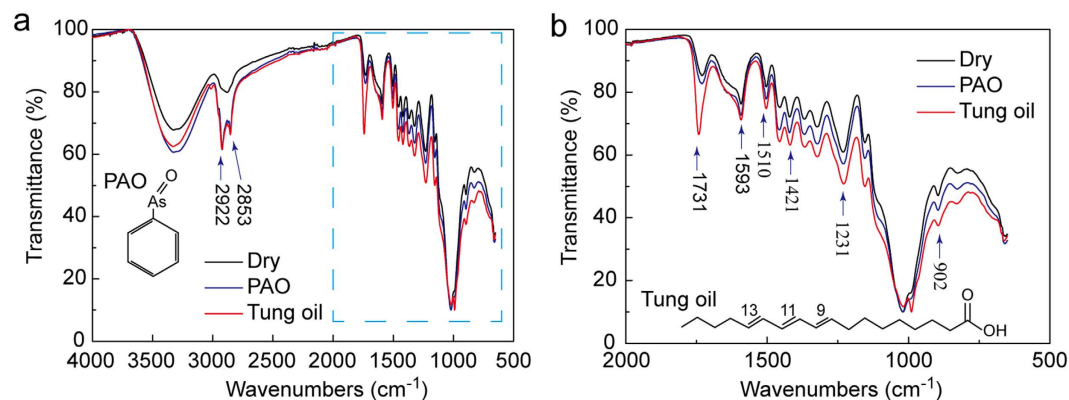 a
100
80
60
40
20
0
Transmittance (%)
PAO
O
As
2922
2853
Dry
PAO
Tung oil
4000 3500 3000 2500 2000 1500 1000 500
Wavenumbers (cm-1)
b
100
80
60
40
20
0
Transmittance (%)
Dry
PAO
Tung oil
1731
1593
1510
1421
1231
902
Tung oil
13 11 9
O
OH
2000 1500 1000 500
Wavenumbers (cm-1)